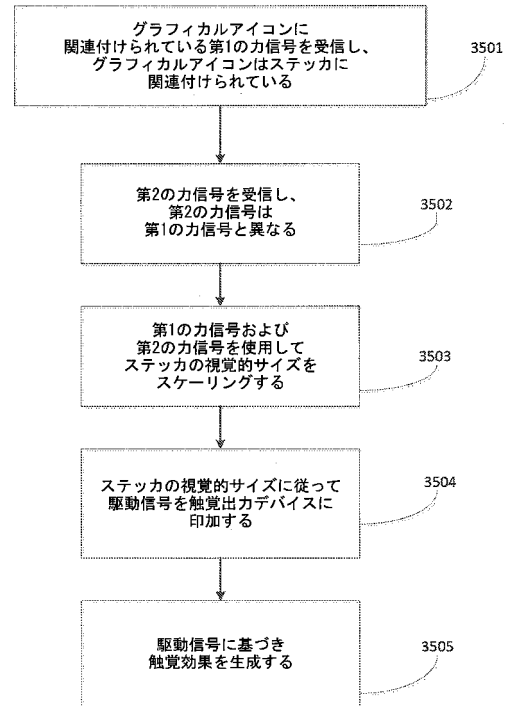 グラフィカルアイコンに
関連付けられている第1の力信号を受信し、
グラフィカルアイコンはステッカに
関連付けられている
3501
第2の力信号を受信し、
第2の力信号は
第1の力信号と異なる
3502
第1の力信号および
第2の力信号を使用して
ステッカの視覚的サイズを
スケーリングする
3503
ステッカの視覚的サイズに従って
駆動信号を触覚出力デバイスに
印加する
3504
駆動信号に基づき
触覚効果を生成する
3505